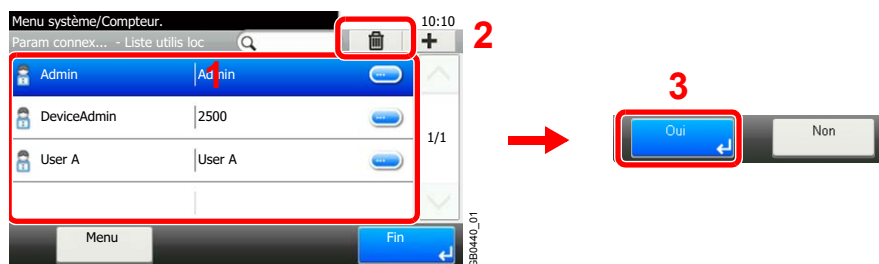 Menu système/Compteur. 10:10
Param connex... - Liste utilis loc
2
Admin Admin
1
DeviceAdmin 2500
1/1
User A User A
Menu Fin
GB0440_01
3
Oui Non